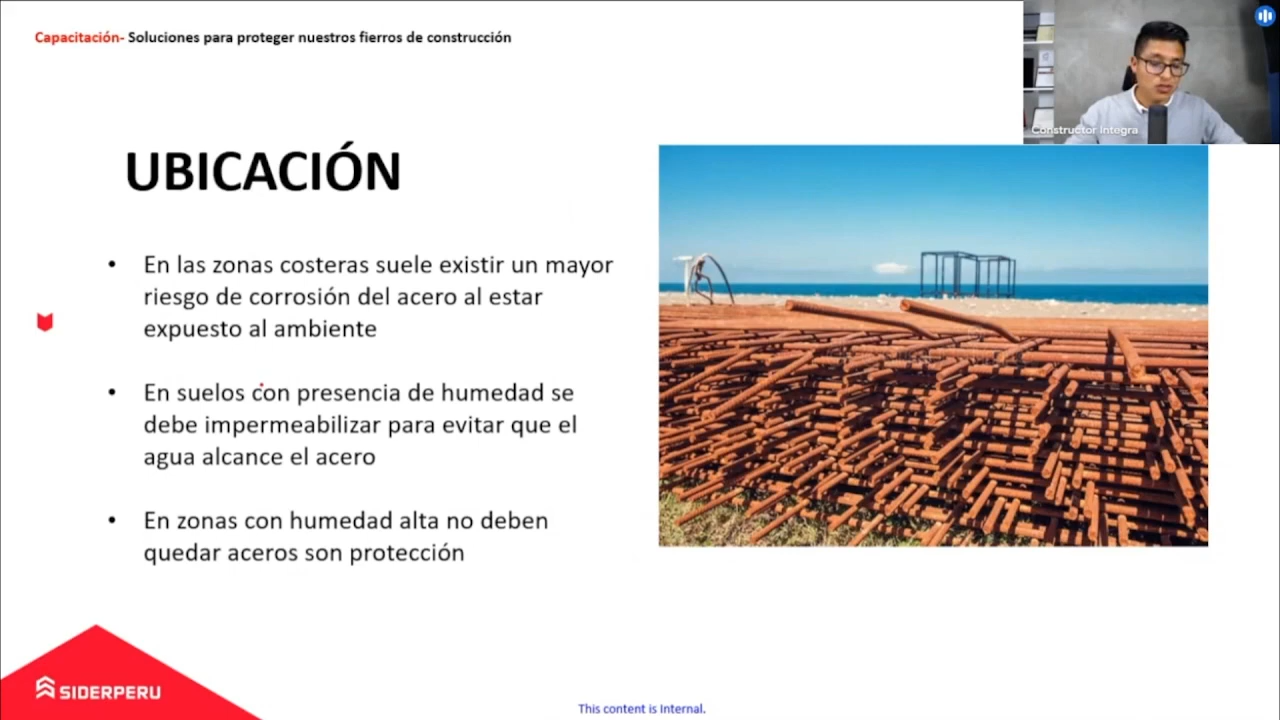 Capacitación- Soluciones para proteger nuestros fierros de construcción
Constructor Integra
UBICACIÓN
• En las zonas costeras suele existir un mayor
riesgo de corrosión del acero al estar
expuesto al ambiente
• En suelos con presencia de humedad se
debe impermeabilizar para evitar que el
agua alcance el acero
• En zonas con humedad alta no deben
quedar aceros son protección
SIDERPERU
This content is Internal.